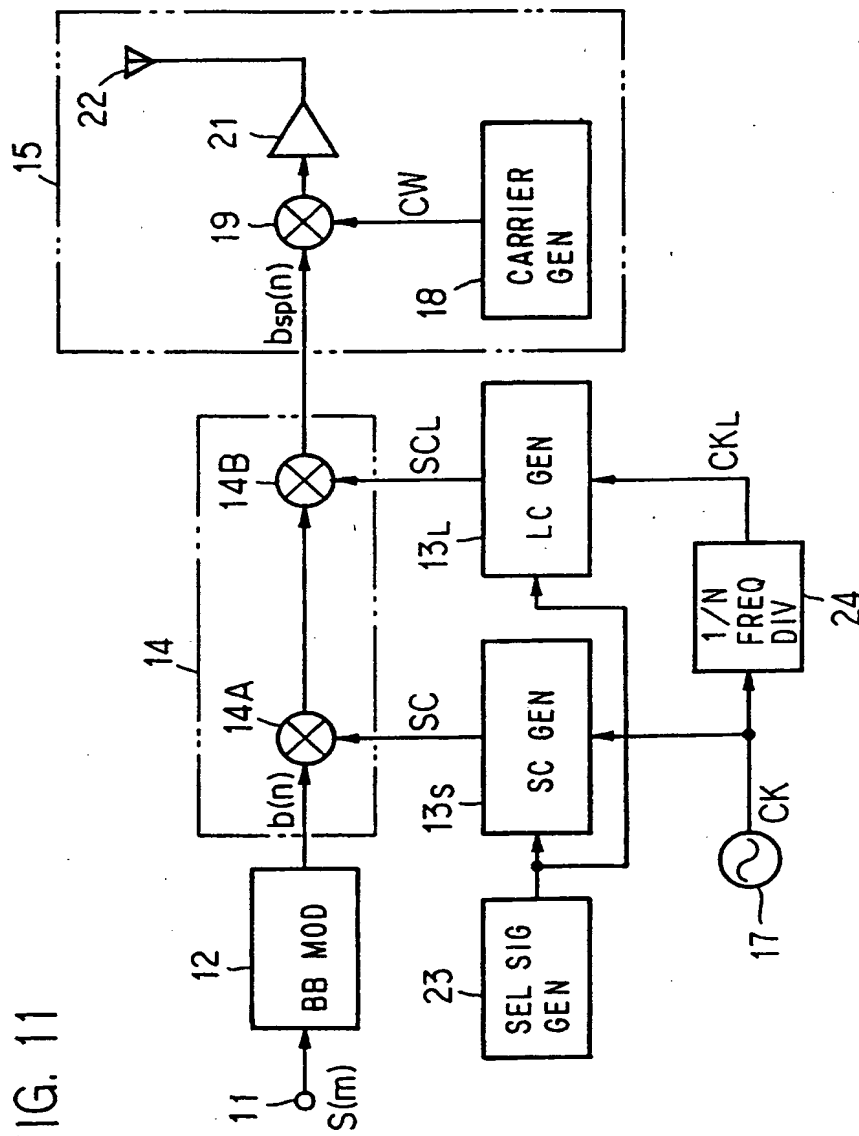 IG. 11
11
S(m)
12
BB MOD
b(n)
14
14A
14B
SC
SCL
bsp(n)
15
19
21
22
CW
18
CARRIER
GEN
23
SEL SIG
GEN
13S
SC GEN
13L
LC GEN
17
CK
1/N
FREQ
DIV
24
CKL